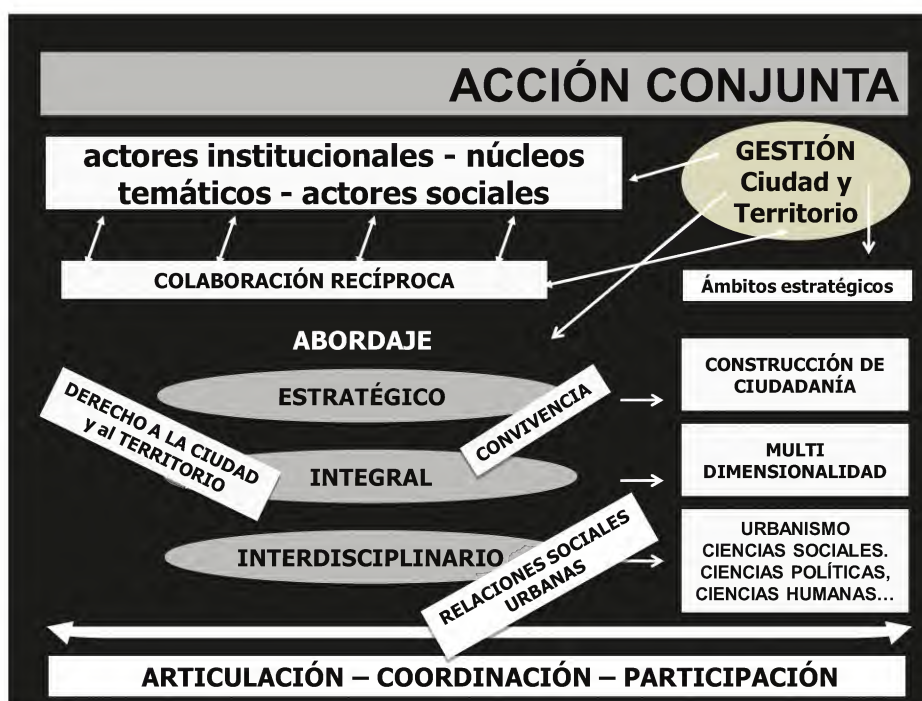 ACCIÓN CONJUNTA
actores institucionales - núcleos
temáticos - actores sociales
GESTIÓN
Ciudad y
Territorio
COLABORACIÓN RECÍPROCA
Ámbitos estratégicos
ABORDAJE
ESTRATÉGICO
INTEGRAL
INTERDISCIPLINARIO
DERECHO A LA CIUDAD
y al TERRITORIO
CONVIVENCIA
RELACIONES SOCIALES
URBANAS
CONSTRUCCIÓN DE
CIUDADANÍA
MULTI
DIMENSIONALIDAD
URBANISMO
CIENCIAS SOCIALES.
CIENCIAS POLÍTICAS,
CIENCIAS HUMANAS...
ARTICULACIÓN – COORDINACIÓN – PARTICIPACIÓN